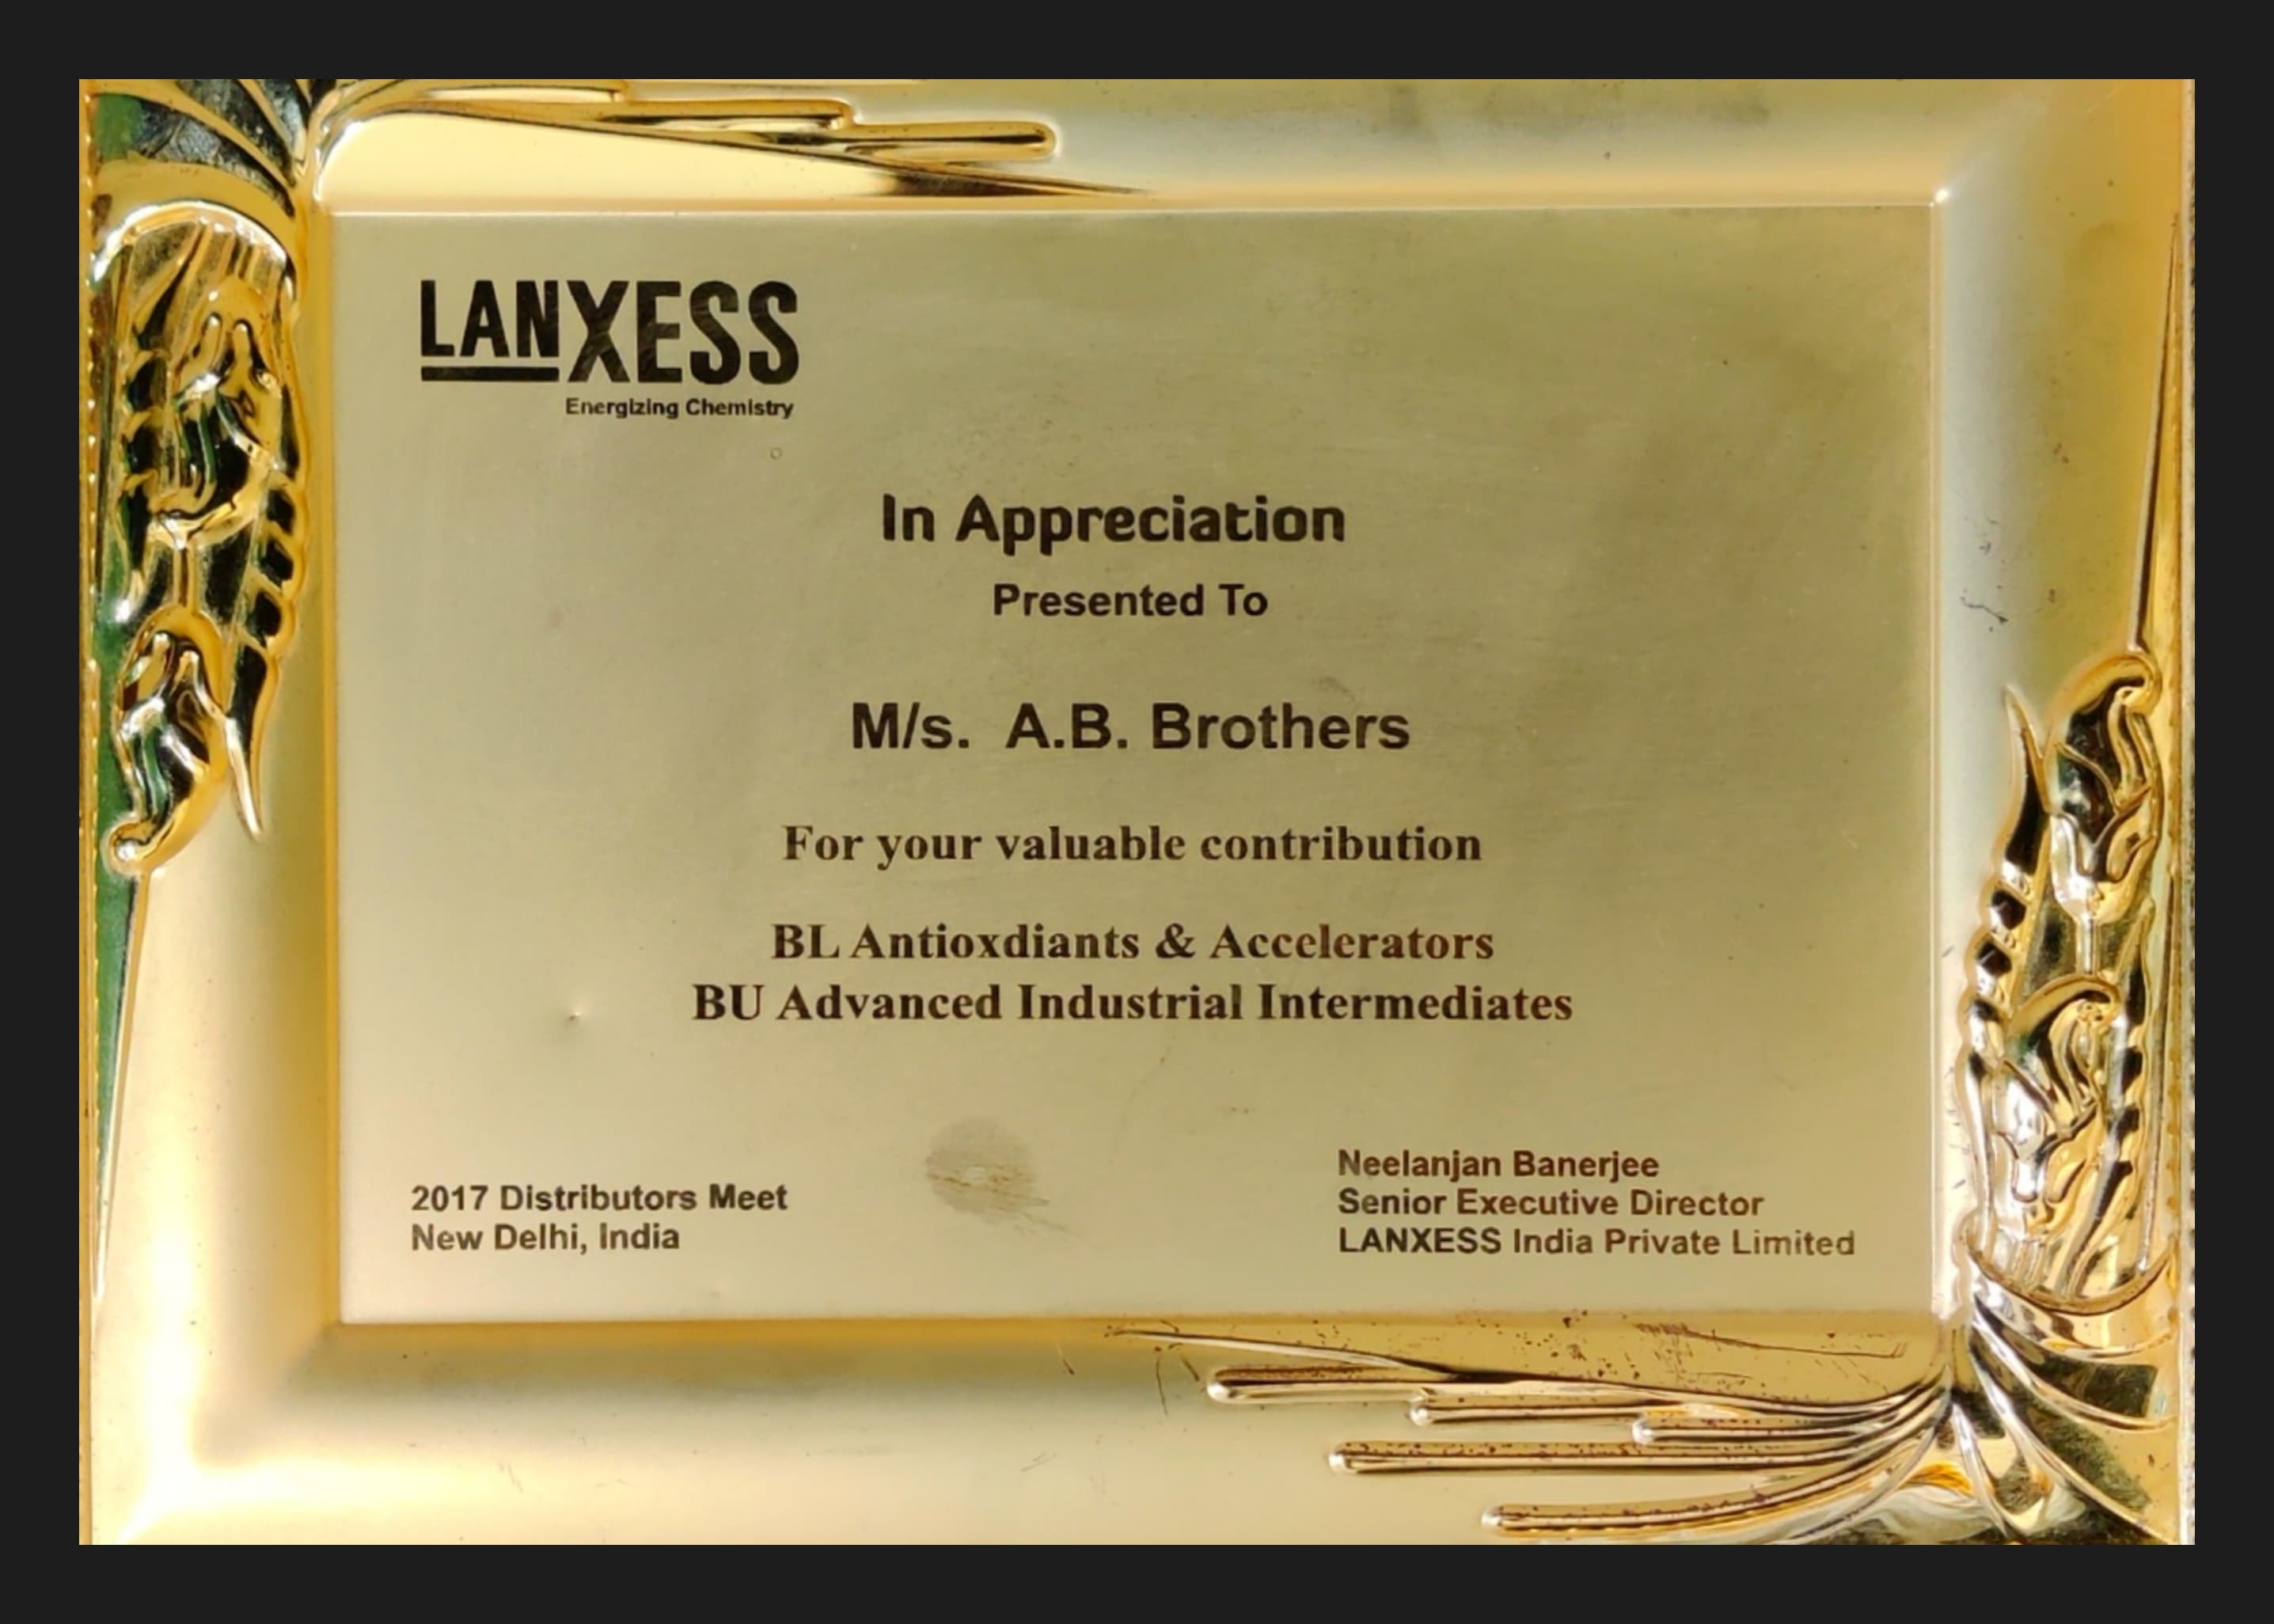 LANXESS
Energizing Chemistry
In Appreciation
Presented To
M/s. A.B. Brothers
For your valuable contribution
BL Antioxdiants & Accelerators
BU Advanced Industrial Intermediates
2017 Distributors Meet
New Delhi, India
Neelanjan Banerjee
Senior Executive Director
LANXESS India Private Limited